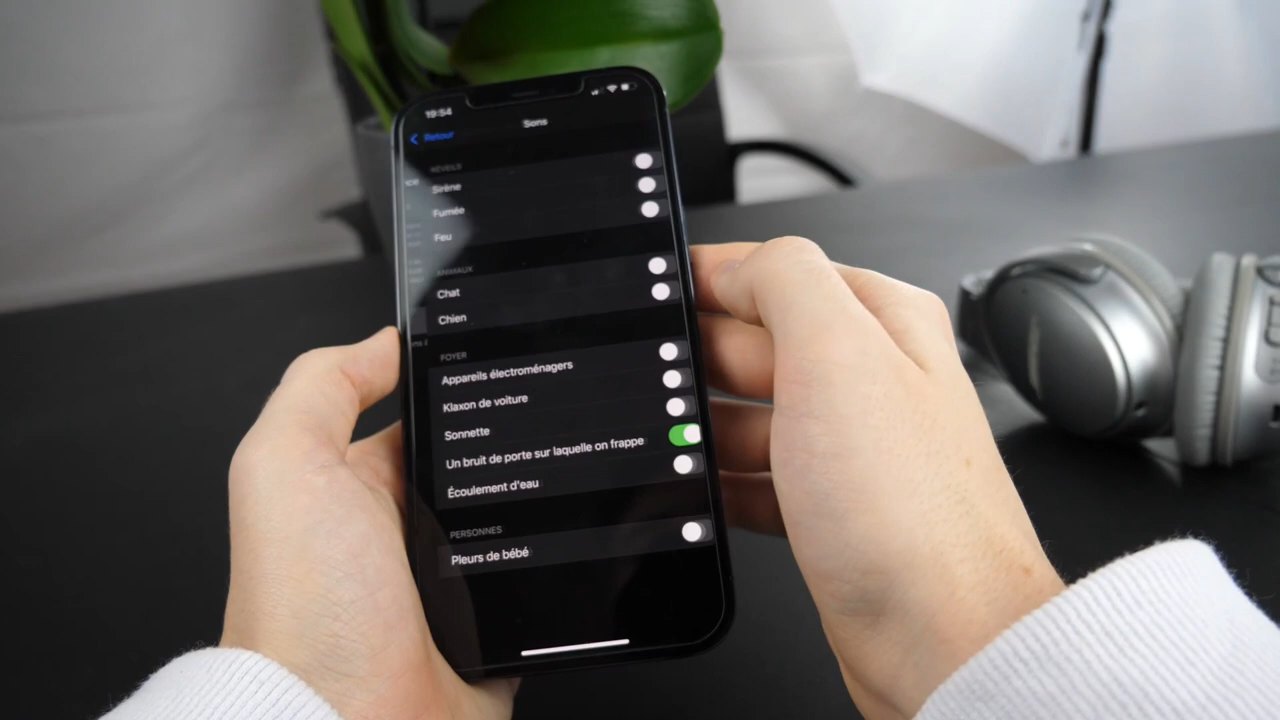 19:54
Retour
Sons
RÉVEILS
Sirène
Fumée
Feu
ANIMAUX
Chat
Chien
FOYER
Appareils électroménagers
Klaxon de voiture
Sonnette
Un bruit de porte sur laquelle on frappe
Écoulement d'eau
PERSONNES
Pleurs de bébé